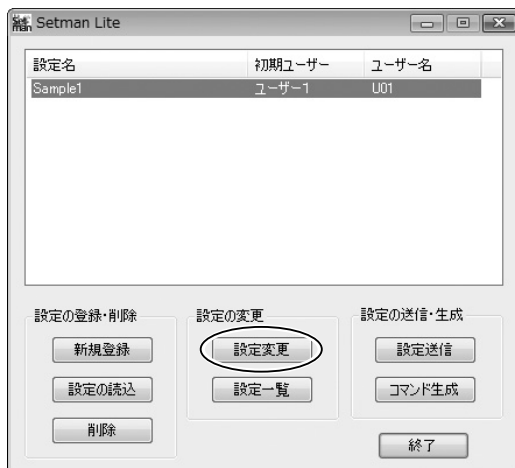 Setman Setman Lite
設定名 初期ユーザー ユーザー名
Sample1 ユーザー1 U01
設定の登録・削除 設定の変更 設定の送信・生成
新規登録 設定変更 設定送信
設定の読込 設定一覧 コマンド生成
削除
終了